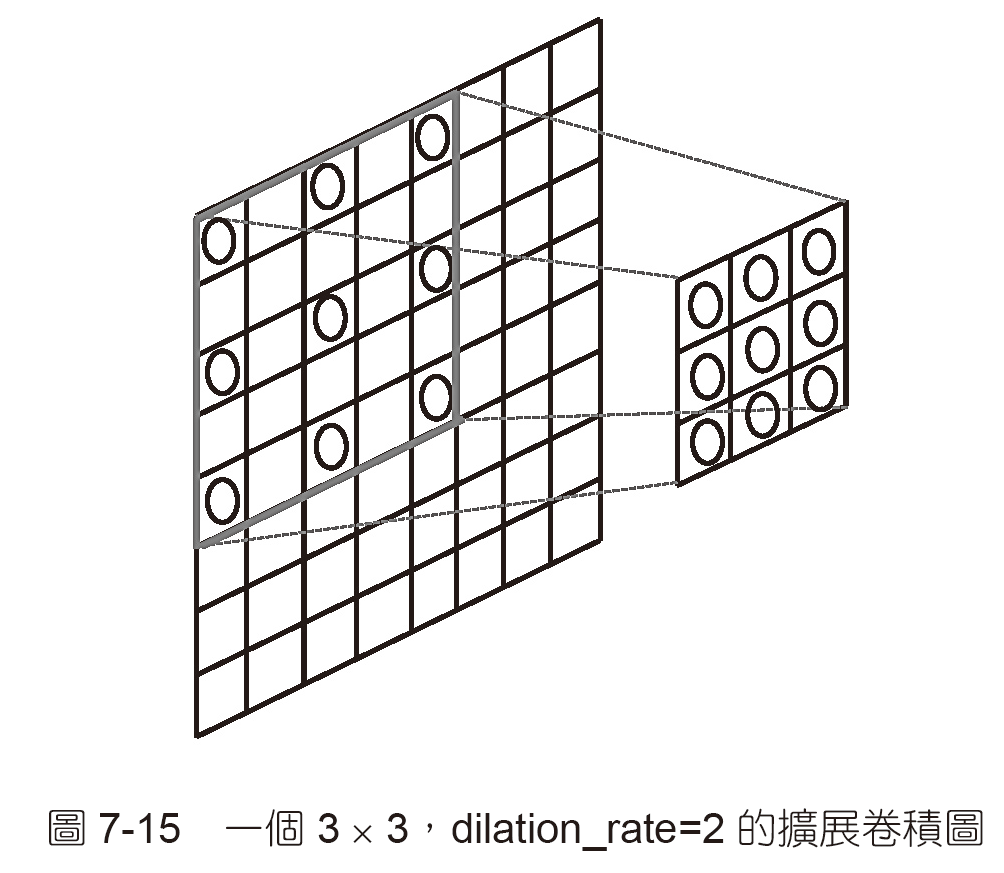 圖 7-15 一個 3 × 3，dilation_rate=2 的擴展卷積圖